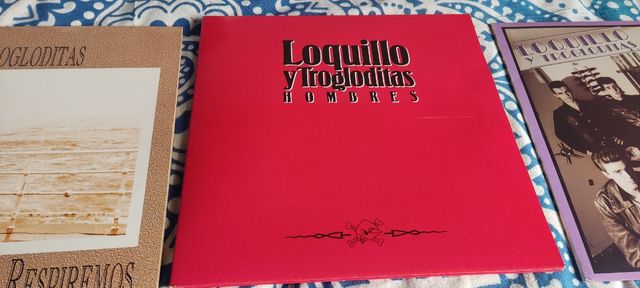 OGLODITAS
RESPIREMOS
Loquillo
y Trogloditas
HOMBRES
LOQUILLO
Y TROGLODITAS